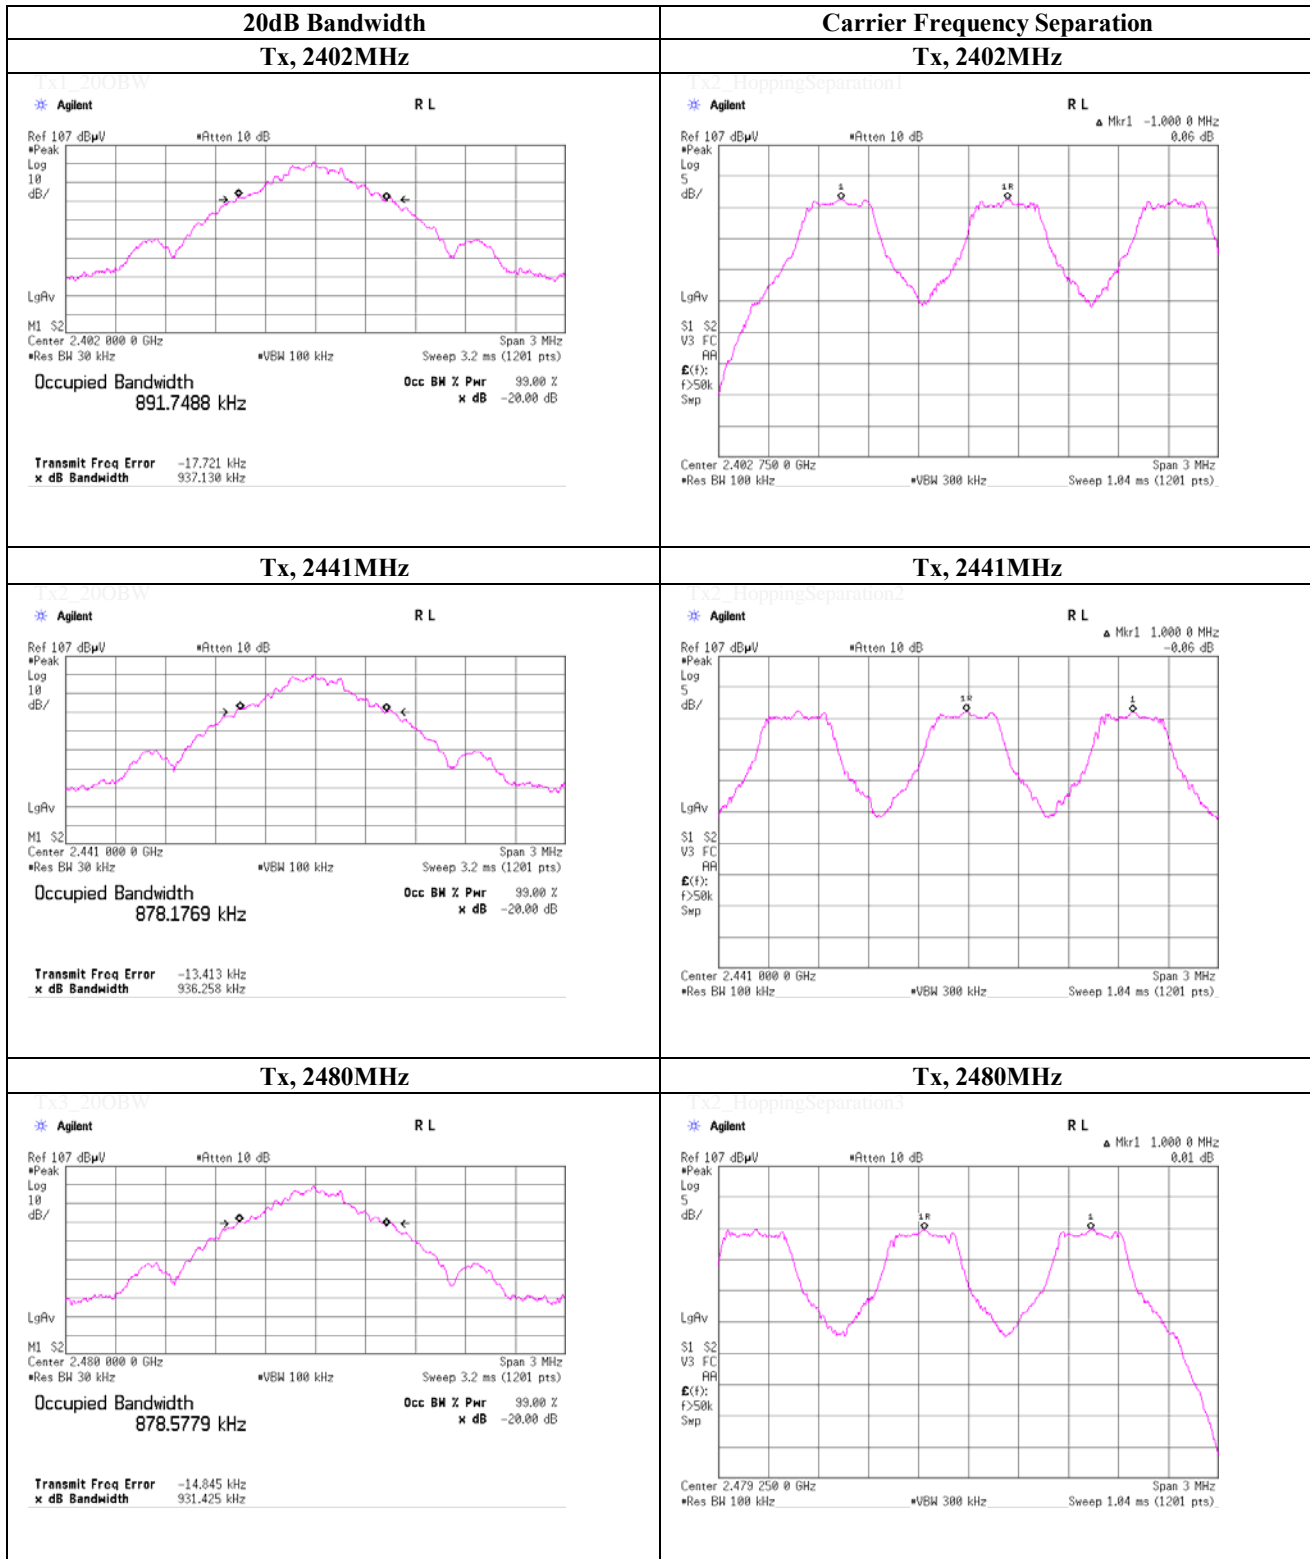 20dB Bandwidth
Carrier Frequency Separation
Tx, 2402MHz
Tx, 2402MHz
Tx1_20OBW
Agilent
R L
Ref 107 dBµV
#Atten 10 dB
#Peak
Log
10
dB/
LgAv
M1 S2
Center 2.402 000 0 GHz
Span 3 MHz
#Res BW 30 kHz
#VBW 100 kHz
Sweep 3.2 ms (1201 pts)
Occupied Bandwidth
891.7488 kHz
Occ BW % Pwr 99.00 %
x dB -20.00 dB
Transmit Freq Error -17.721 kHz
x dB Bandwidth 937.130 kHz
Tx2_HoppingSeparation1
Agilent
R L
Δ Mkr1 -1.000 0 MHz
Ref 107 dBµV
#Atten 10 dB
0.06 dB
#Peak
Log
5
dB/
1
1R
LgAv
S1 S2
V3 FC
AA
£(f):
f>50k
Swp
Center 2.402 750 0 GHz
Span 3 MHz
#Res BW 100 kHz
#VBW 300 kHz
Sweep 1.04 ms (1201 pts)
Tx, 2441MHz
Tx, 2441MHz
Tx2_20OBW
Agilent
R L
Ref 107 dBµV
#Atten 10 dB
#Peak
Log
10
dB/
LgAv
M1 S2
Center 2.441 000 0 GHz
Span 3 MHz
#Res BW 30 kHz
#VBW 100 kHz
Sweep 3.2 ms (1201 pts)
Occupied Bandwidth
878.1769 kHz
Occ BW % Pwr 99.00 %
x dB -20.00 dB
Transmit Freq Error -13.413 kHz
x dB Bandwidth 936.258 kHz
Tx2_HoppingSeparation2
Agilent
R L
Δ Mkr1 1.000 0 MHz
Ref 107 dBµV
#Atten 10 dB
-0.06 dB
#Peak
Log
5
dB/
1R
1
LgAv
S1 S2
V3 FC
AA
£(f):
f>50k
Swp
Center 2.441 000 0 GHz
Span 3 MHz
#Res BW 100 kHz
#VBW 300 kHz
Sweep 1.04 ms (1201 pts)
Tx, 2480MHz
Tx, 2480MHz
Tx3_20OBW
Agilent
R L
Ref 107 dBµV
#Atten 10 dB
#Peak
Log
10
dB/
LgAv
M1 S2
Center 2.480 000 0 GHz
Span 3 MHz
#Res BW 30 kHz
#VBW 100 kHz
Sweep 3.2 ms (1201 pts)
Occupied Bandwidth
878.5779 kHz
Occ BW % Pwr 99.00 %
x dB -20.00 dB
Transmit Freq Error -14.845 kHz
x dB Bandwidth 931.425 kHz
Tx2_HoppingSeparation3
Agilent
R L
Δ Mkr1 1.000 0 MHz
Ref 107 dBµV
#Atten 10 dB
0.01 dB
#Peak
Log
5
dB/
1R
1
LgAv
S1 S2
V3 FC
AA
£(f):
f>50k
Swp
Center 2.479 250 0 GHz
Span 3 MHz
#Res BW 100 kHz
#VBW 300 kHz
Sweep 1.04 ms (1201 pts)